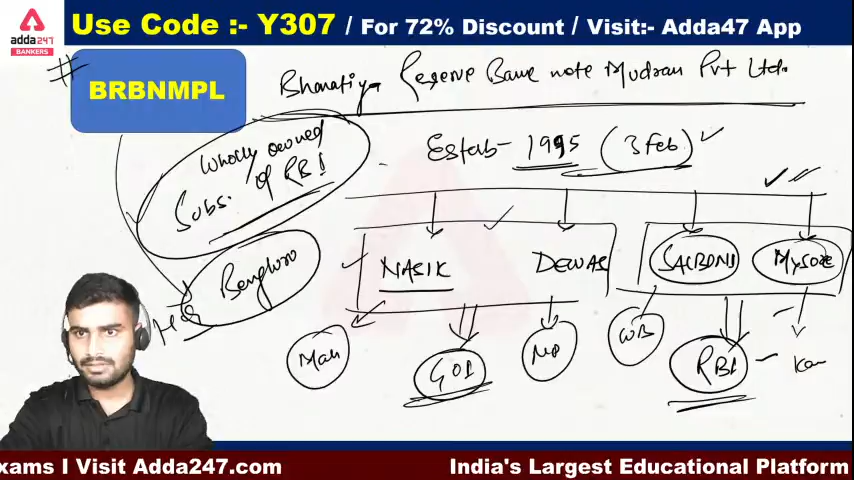 adda247
BANKERS
Use Code :- Y307 / For 72% Discount / Visit:- Adda47 App
#
BRBNMPL
Bharatiya Reserve Bank note Mudran Pvt Ltd.
Wholly owned
Subs. of RBI
Estab- 1995 (3 Feb)
Bengluro
HQ
NASIK DEWAS SALBONI Mysore
Mah GOI MP WB RBI Kar
xams I Visit Adda247.com India's Largest Educational Platform